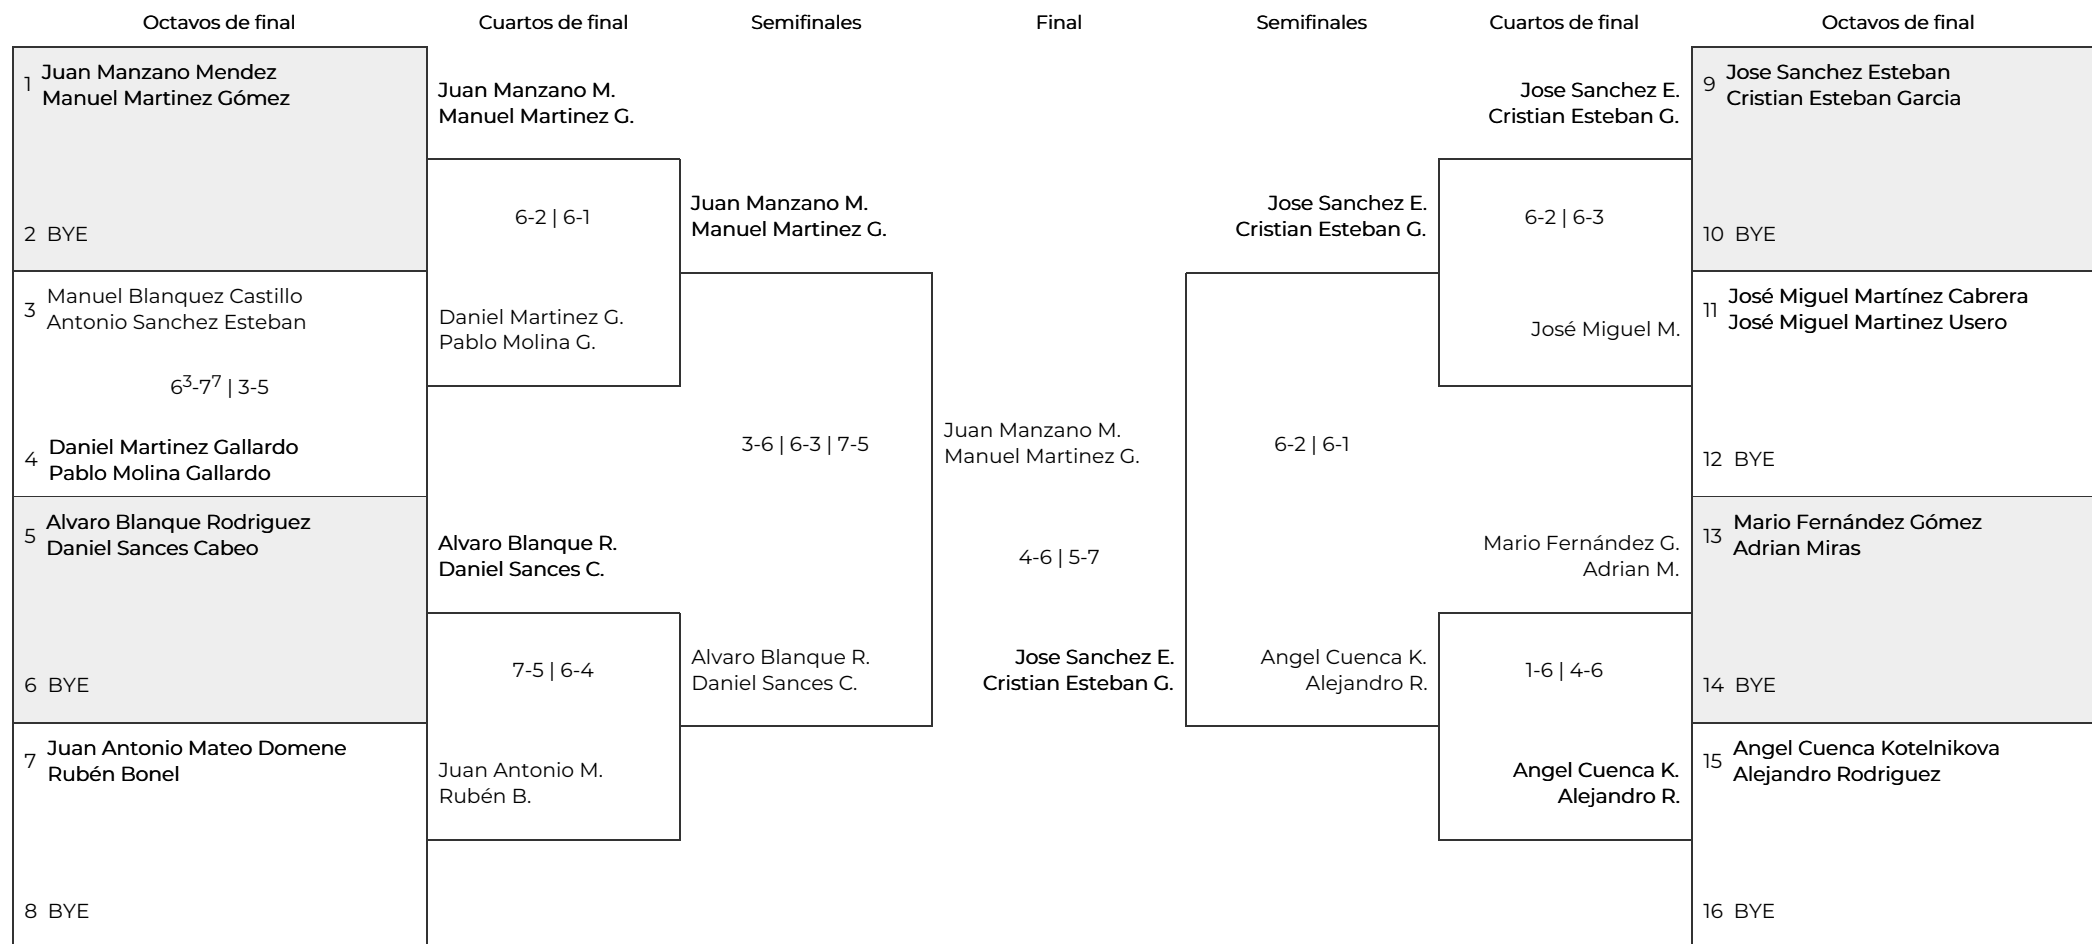 Octavos de final
Cuartos de final
Semifinales
Final
Semifinales
Cuartos de final
Octavos de final
1
Juan Manzano Mendez
Manuel Martinez Gómez
2 BYE
3
Manuel Blanquez Castillo
Antonio Sanchez Esteban
6³-7⁷ | 3-5
4
Daniel Martinez Gallardo
Pablo Molina Gallardo
5
Alvaro Blanque Rodriguez
Daniel Sances Cabeo
6 BYE
7
Juan Antonio Mateo Domene
Rubén Bonel
8 BYE
Juan Manzano M.
Manuel Martinez G.
6-2 | 6-1
Daniel Martinez G.
Pablo Molina G.
Alvaro Blanque R.
Daniel Sances C.
7-5 | 6-4
Juan Antonio M.
Rubén B.
Juan Manzano M.
Manuel Martinez G.
3-6 | 6-3 | 7-5
Alvaro Blanque R.
Daniel Sances C.
Juan Manzano M.
Manuel Martinez G.
4-6 | 5-7
Jose Sanchez E.
Cristian Esteban G.
Jose Sanchez E.
Cristian Esteban G.
6-2 | 6-1
Angel Cuenca K.
Alejandro R.
Jose Sanchez E.
Cristian Esteban G.
6-2 | 6-3
José Miguel M.
Mario Fernández G.
Adrian M.
1-6 | 4-6
Angel Cuenca K.
Alejandro R.
9
Jose Sanchez Esteban
Cristian Esteban Garcia
10 BYE
11
José Miguel Martínez Cabrera
José Miguel Martinez Usero
12 BYE
13
Mario Fernández Gómez
Adrian Miras
14 BYE
15
Angel Cuenca Kotelnikova
Alejandro Rodriguez
16 BYE